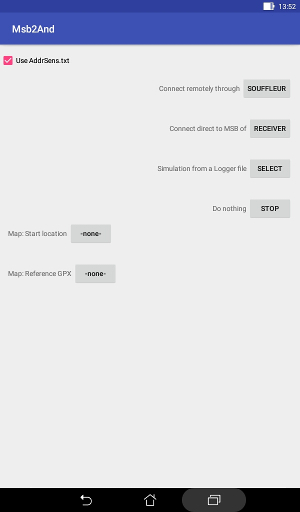 13:52
Msb2And
Use AddrSens.txt
Connect remotely through SOUFFLEUR
Connect direct to MSB of RECEIVER
Simulation from a Logger file SELECT
Do nothing STOP
Map: Start location -none-
Map: Reference GPX -none-